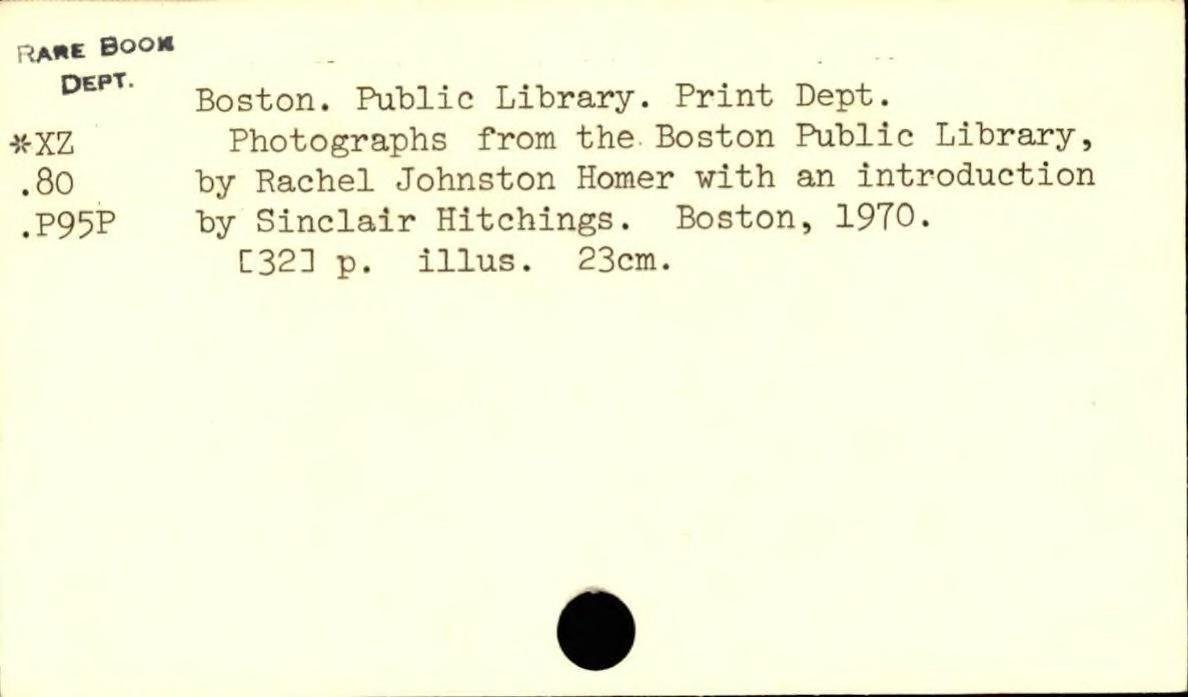 RARE BOOK
DEPT.
Boston. Public Library. Print Dept.
*XZ Photographs from the Boston Public Library,
.80 by Rachel Johnston Homer with an introduction
.P95P by Sinclair Hitchings. Boston, 1970.
[32] p. illus. 23cm.